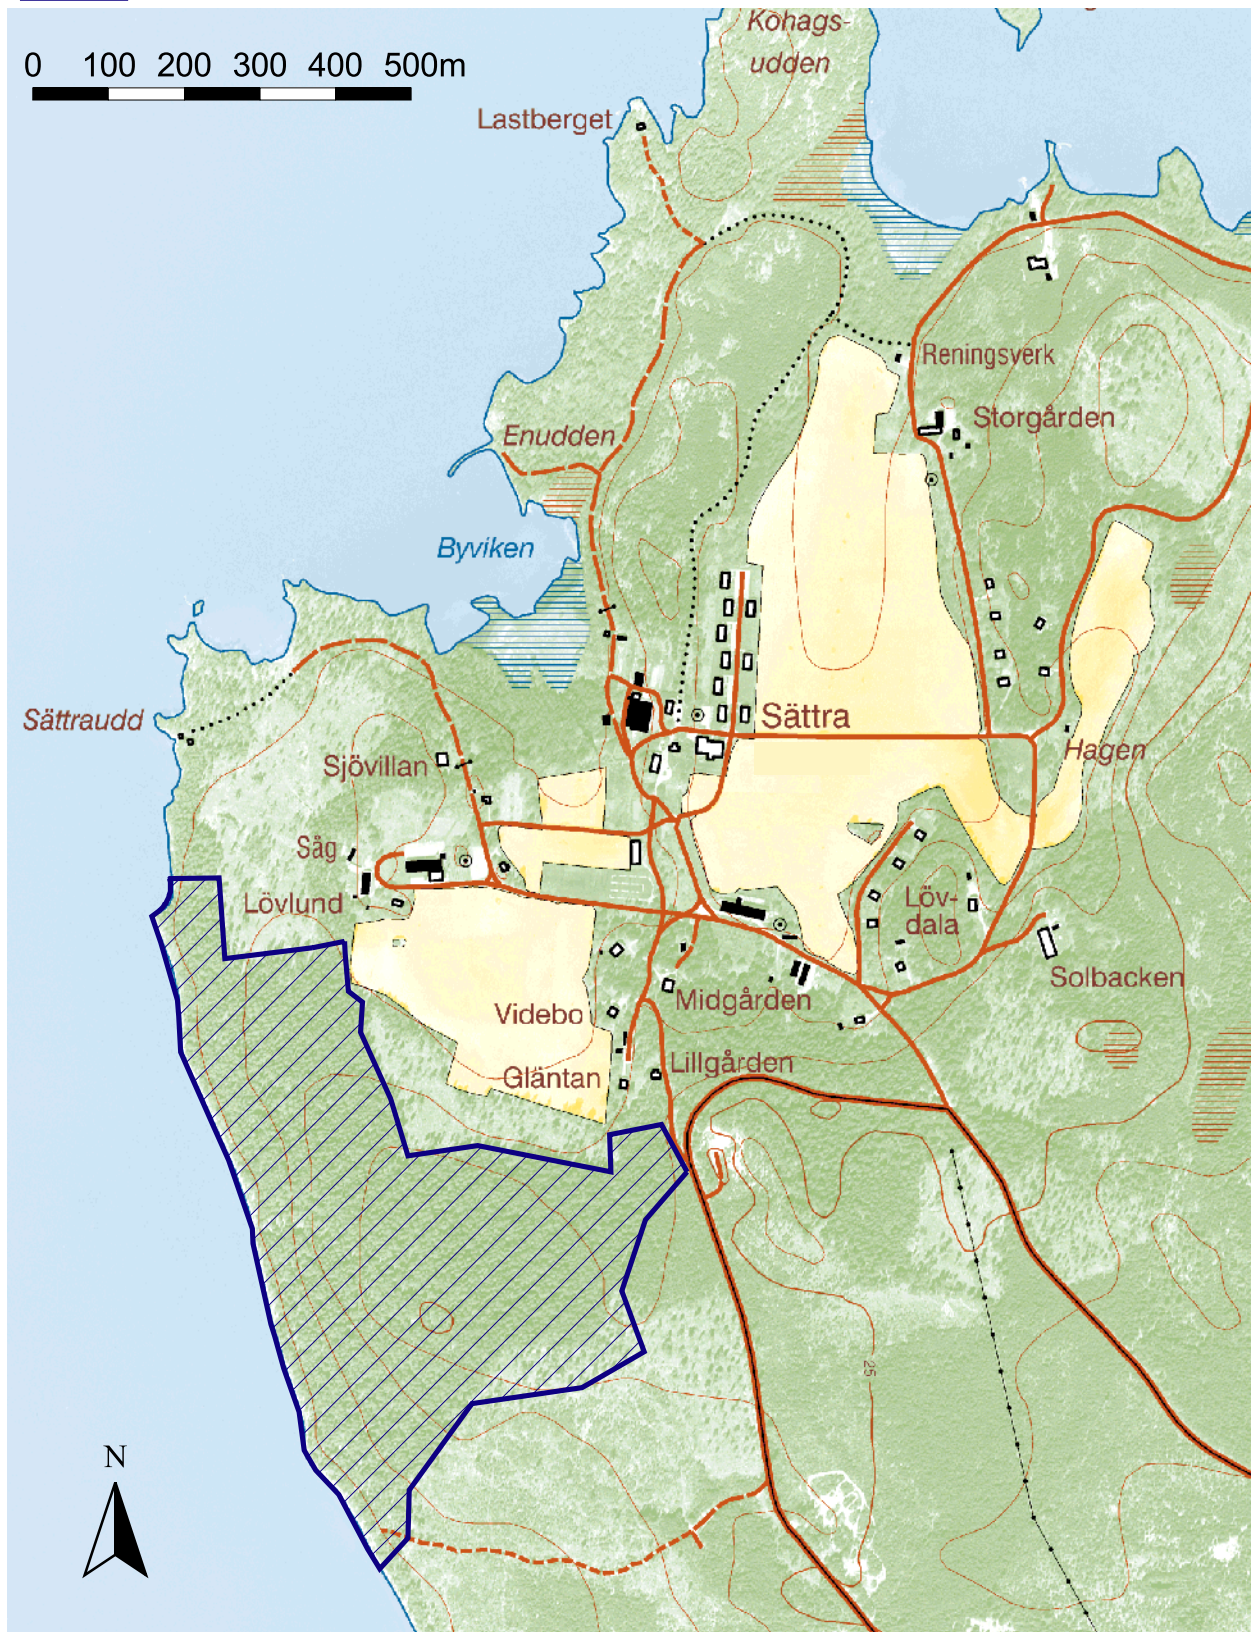 Kohags-
udden
0 100 200 300 400 500m
Lastberget
Reningsverk
Storgården
Enudden
Byviken
Sättraudd
Sättra
Hagen
Sjövillan
Såg
Lövlund
Löv-
dala
Solbacken
Midgården
Videbo
Lillgården
Gläntan
25
N